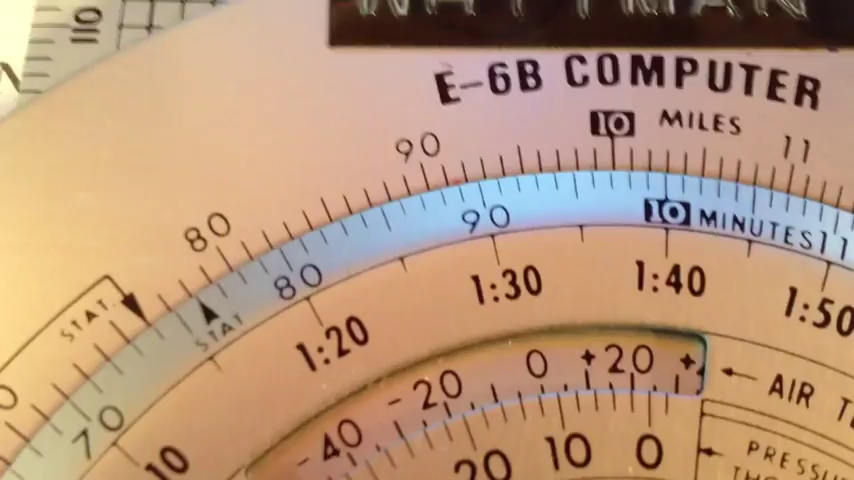 110
WHITMAN
E-6B COMPUTER
10 MILES
90
11
80
90
10 MINUTES 11
80
STAT.
STAT
70
1:20
1:30
1:40
1:50
10
-40
-20
0
+20
+
AIR
20
10
0